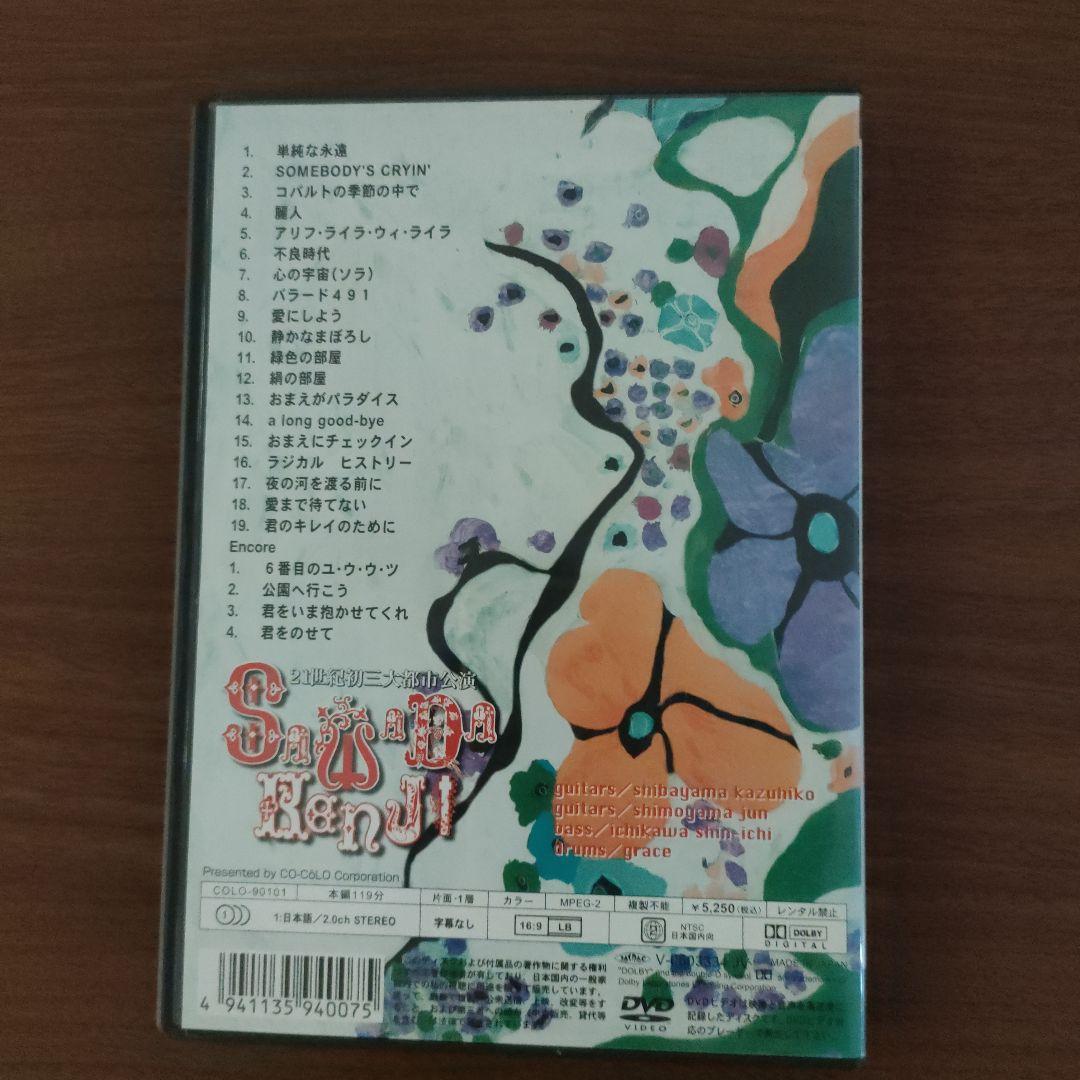 1. 単純な永遠
2. SOMEBODY'S CRYIN'
3. コバルトの季節の中で
4. 麗人
5. アリフ・ライラ・ウィ・ライラ
6. 不良時代
7. 心の宇宙(ソラ)
8. バラード491
9. 愛にしよう
10. 静かなまぼろし
11. 緑色の部屋
12. 絹の部屋
13. おまえがパラダイス
14. a long good-bye
15. おまえにチェックイン
16. ラジカル ヒストリー
17. 夜の河を渡る前に
18. 愛まで待てない
19. 君のキレイのために
Encore
1. 6番目のユ・ウ・ウ・ツ
2. 公園へ行こう
3. 君をいま抱かせてくれ
4. 君をのせて
21世紀初三大都市公演
SaWaDa
KenJi
guitars/shibayama kazuhiko
guitars/shimoyama jun
bass/ichikawa shin-ichi
drums/grace
Presented by CO-CóLO Corporation
COLO-90101 本編119分 片面・1層 カラー MPEG-2 複製不能 ¥5,250(税込) レンタル禁止
1:日本語/2.0ch STEREO 字幕なし 16:9 LB 2 NTSC 日本国内向 DOLBY DIGITAL
4 941135 940075
DVD VIDEO